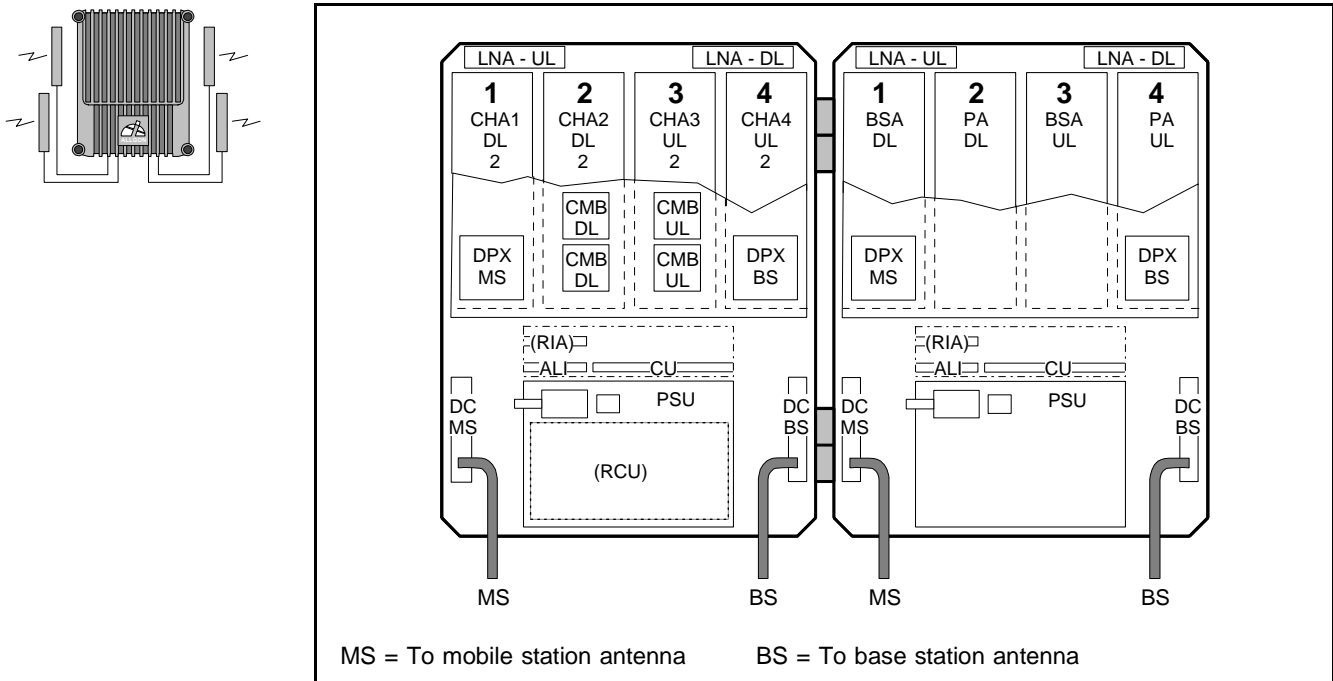 LNA - UL LNA - DL LNA - UL LNA - DL
1 2 3 4 1 2 3 4
CHA1 CHA2 CHA3 CHA4 BSA PA BSA PA
DL DL UL UL DL DL UL UL
2 2 2 2
CMB CMB
DL UL
DPX CMB CMB DPX DPX DPX
MS DL UL BS MS BS
(RIA) (RIA)
ALI CU ALI CU
PSU PSU
DC DC DC DC
MS BS MS BS
(RCU)
MS BS MS BS
MS = To mobile station antenna BS = To base station antenna